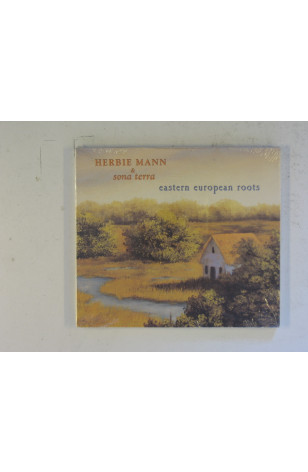 HERBIE MANN
&
sona terra
eastern european roots